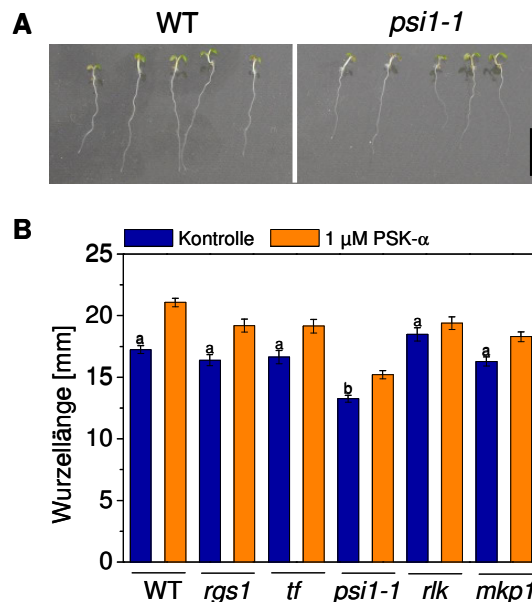 A
WT
psi1-1
B
Kontrolle
1 µM PSK-α
Wurzellänge [mm]
25
20
15
10
5
0
a
a
a
b
a
a
WT
rgs1
tf
psi1-1
rlk
mkp1